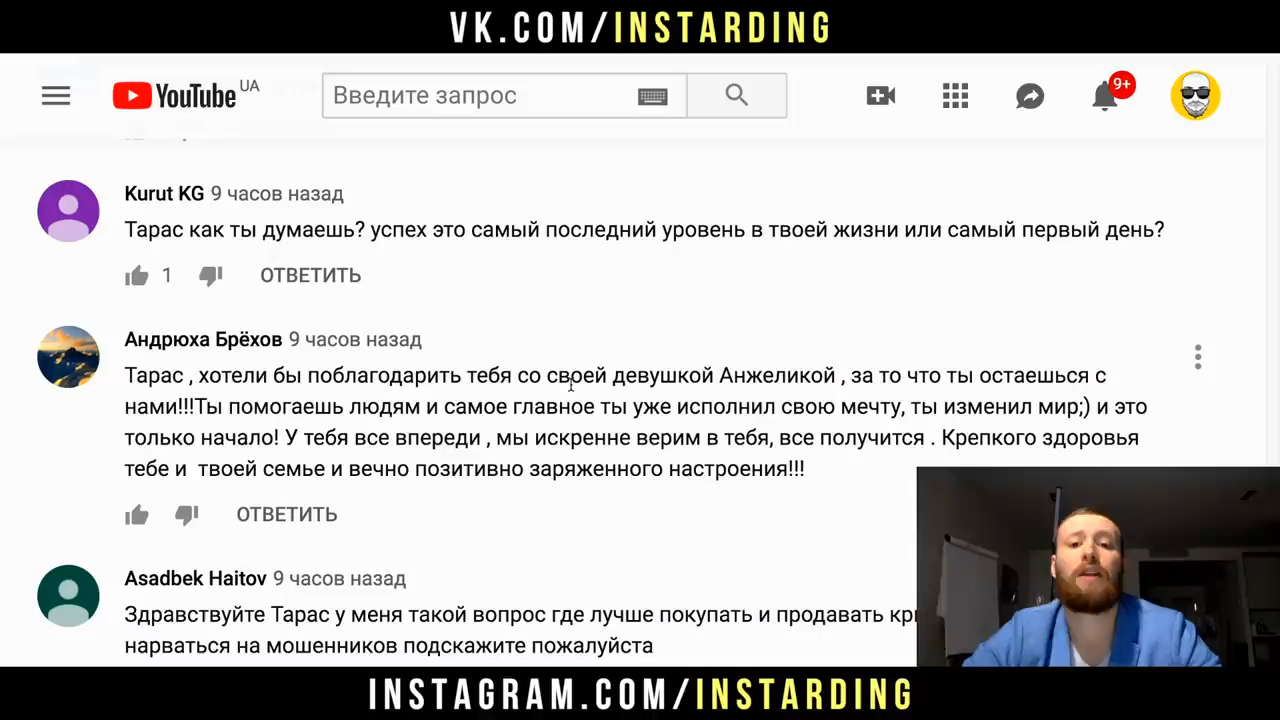 VK.COM/INSTARDING
YouTube UA
Введите запрос
9+
Kurut KG 9 часов назад
Тарас как ты думаешь? успех это самый последний уровень в твоей жизни или самый первый день?
1 ОТВЕТИТЬ
Андрюха Брёхов 9 часов назад
Тарас , хотели бы поблагодарить тебя со своей девушкой Анжеликой , за то что ты остаешься с
нами!!!Ты помогаешь людям и самое главное ты уже исполнил свою мечту, ты изменил мир;) и это
только начало! У тебя все впереди , мы искренне верим в тебя, все получится . Крепкого здоровья
тебе и твоей семье и вечно позитивно заряженного настроения!!!
ОТВЕТИТЬ
Asadbek Haitov 9 часов назад
Здравствуйте Тарас у меня такой вопрос где лучше покупать и продавать
нарваться на мошенников подскажите пожалуйста
INSTAGRAM.COM/INSTARDING